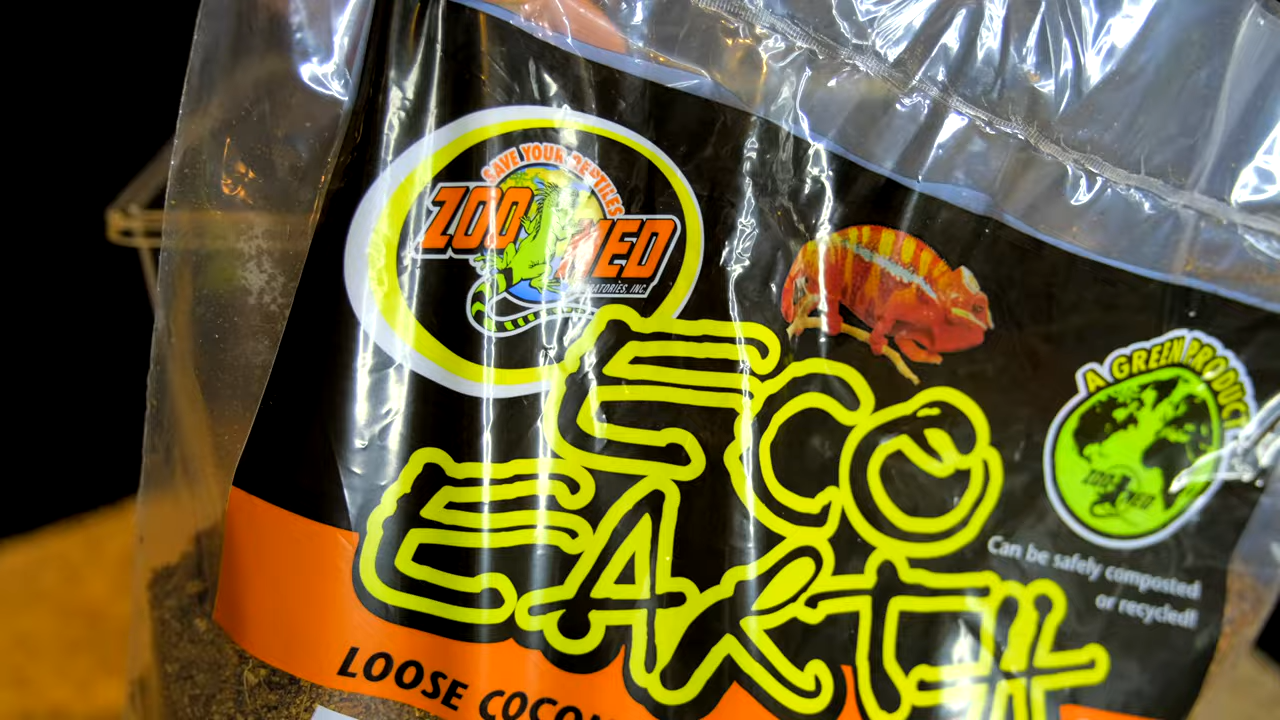 SAVE YOUR REPTILES
ZOO MED
LABORATORIES, INC.
A GREEN PRODUCT
ZOO MED
ECO
EARTH
Can be safely composted
or recycled!
LOOSE